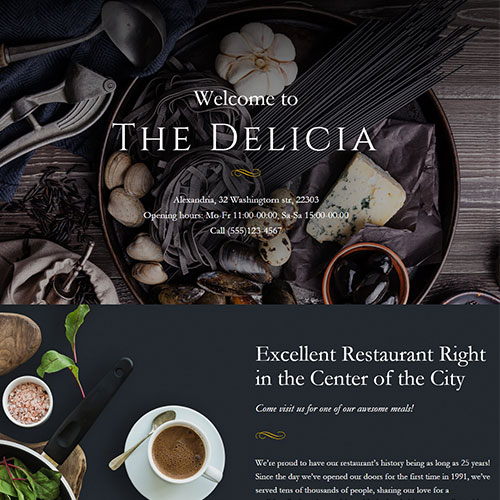 Welcome to
THE DELICIA
Alexandria, 32 Washingtorn str, 22303
Opening hours: Mo-Fr 11:00-00:00, Sa-Sa 15:00-00:00
Call (555)123-4567
Excellent Restaurant Right
in the Center of the City
Come visit us for one of our awesome meals!
We're proud to have our restaurant's history being as long as 25 years!
Since the day we've opened our doors for the first time in 1991, we've
served tens of thousands of people, sharing our love for a